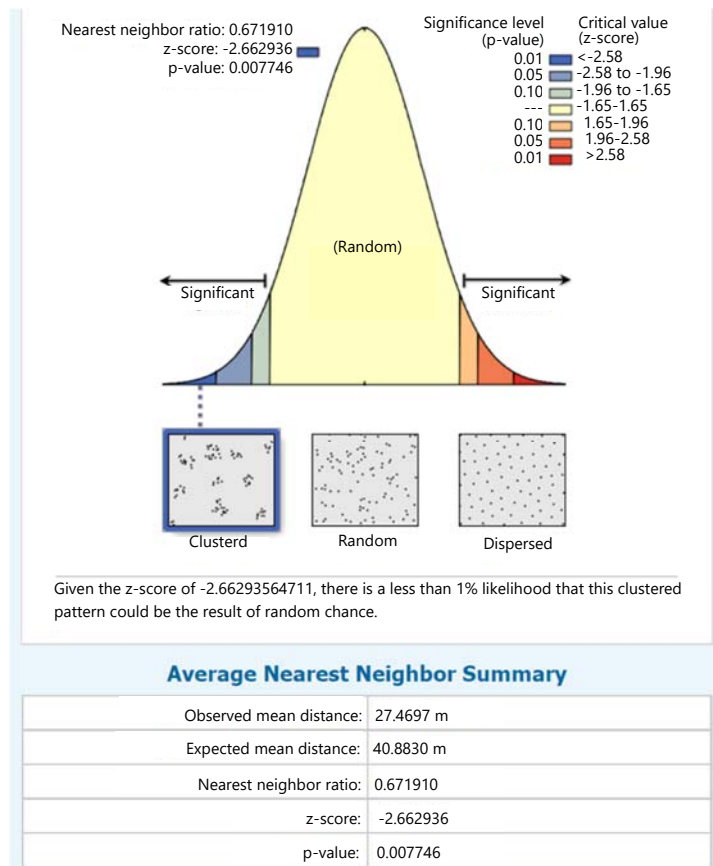 Nearest neighbor ratio: 0.671910
z-score: -2.662936
p-value: 0.007746
Significance level
(p-value)
Critical value
(z-score)
0.01 <-2.58
0.05 -2.58 to -1.96
0.10 -1.96 to -1.65
--- -1.65-1.65
0.10 1.65-1.96
0.05 1.96-2.58
0.01 >2.58
(Random)
Significant
Significant
Clusterd
Random
Dispersed
Given the z-score of -2.66293564711, there is a less than 1% likelihood that this clustered
pattern could be the result of random chance.
Average Nearest Neighbor Summary
Observed mean distance: 27.4697 m
Expected mean distance: 40.8830 m
Nearest neighbor ratio: 0.671910
z-score: -2.662936
p-value: 0.007746